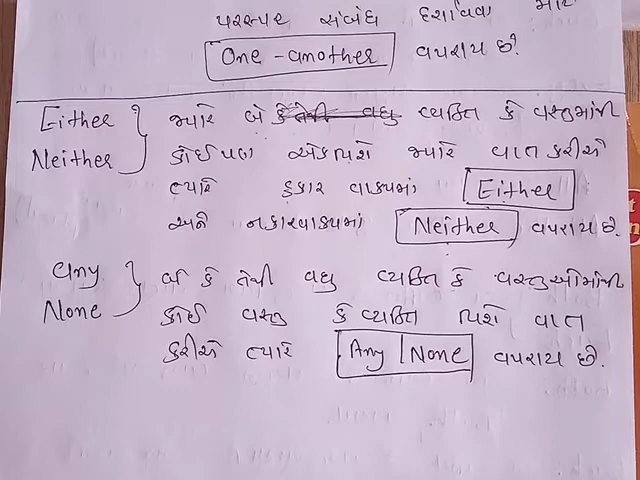 પરસ્પર સંબંધ દર્શાવવા માટે
One-another વપરાય છે.
Either } જ્યારે બે કે તેથી વધુ વ્યક્તિ કે વસ્તુમાંની
Neither કોઈપણ એક વિશે જ્યારે વાત કરીએ
ત્યારે હકાર વાક્યમાં Either
અને નકારવાક્યમાં Neither વપરાય છે.
Any } બે કે તેથી વધુ વ્યક્તિ કે વસ્તુઓમાંની
None કોઈ વસ્તુ કે વ્યક્તિ વિશે વાત
કરીએ ત્યારે Any | None વપરાય છે.